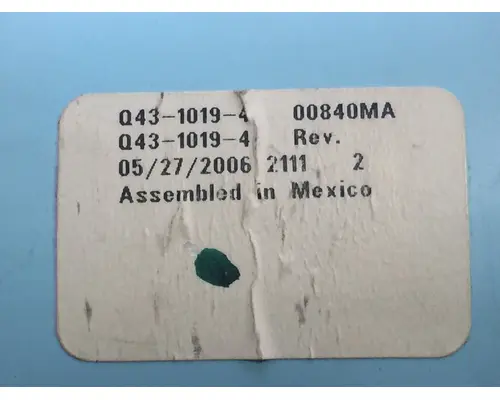 Q43-1019-4 00840MA
Q43-1019-4 Rev.
05/27/2006 2111 2
Assembled in Mexico